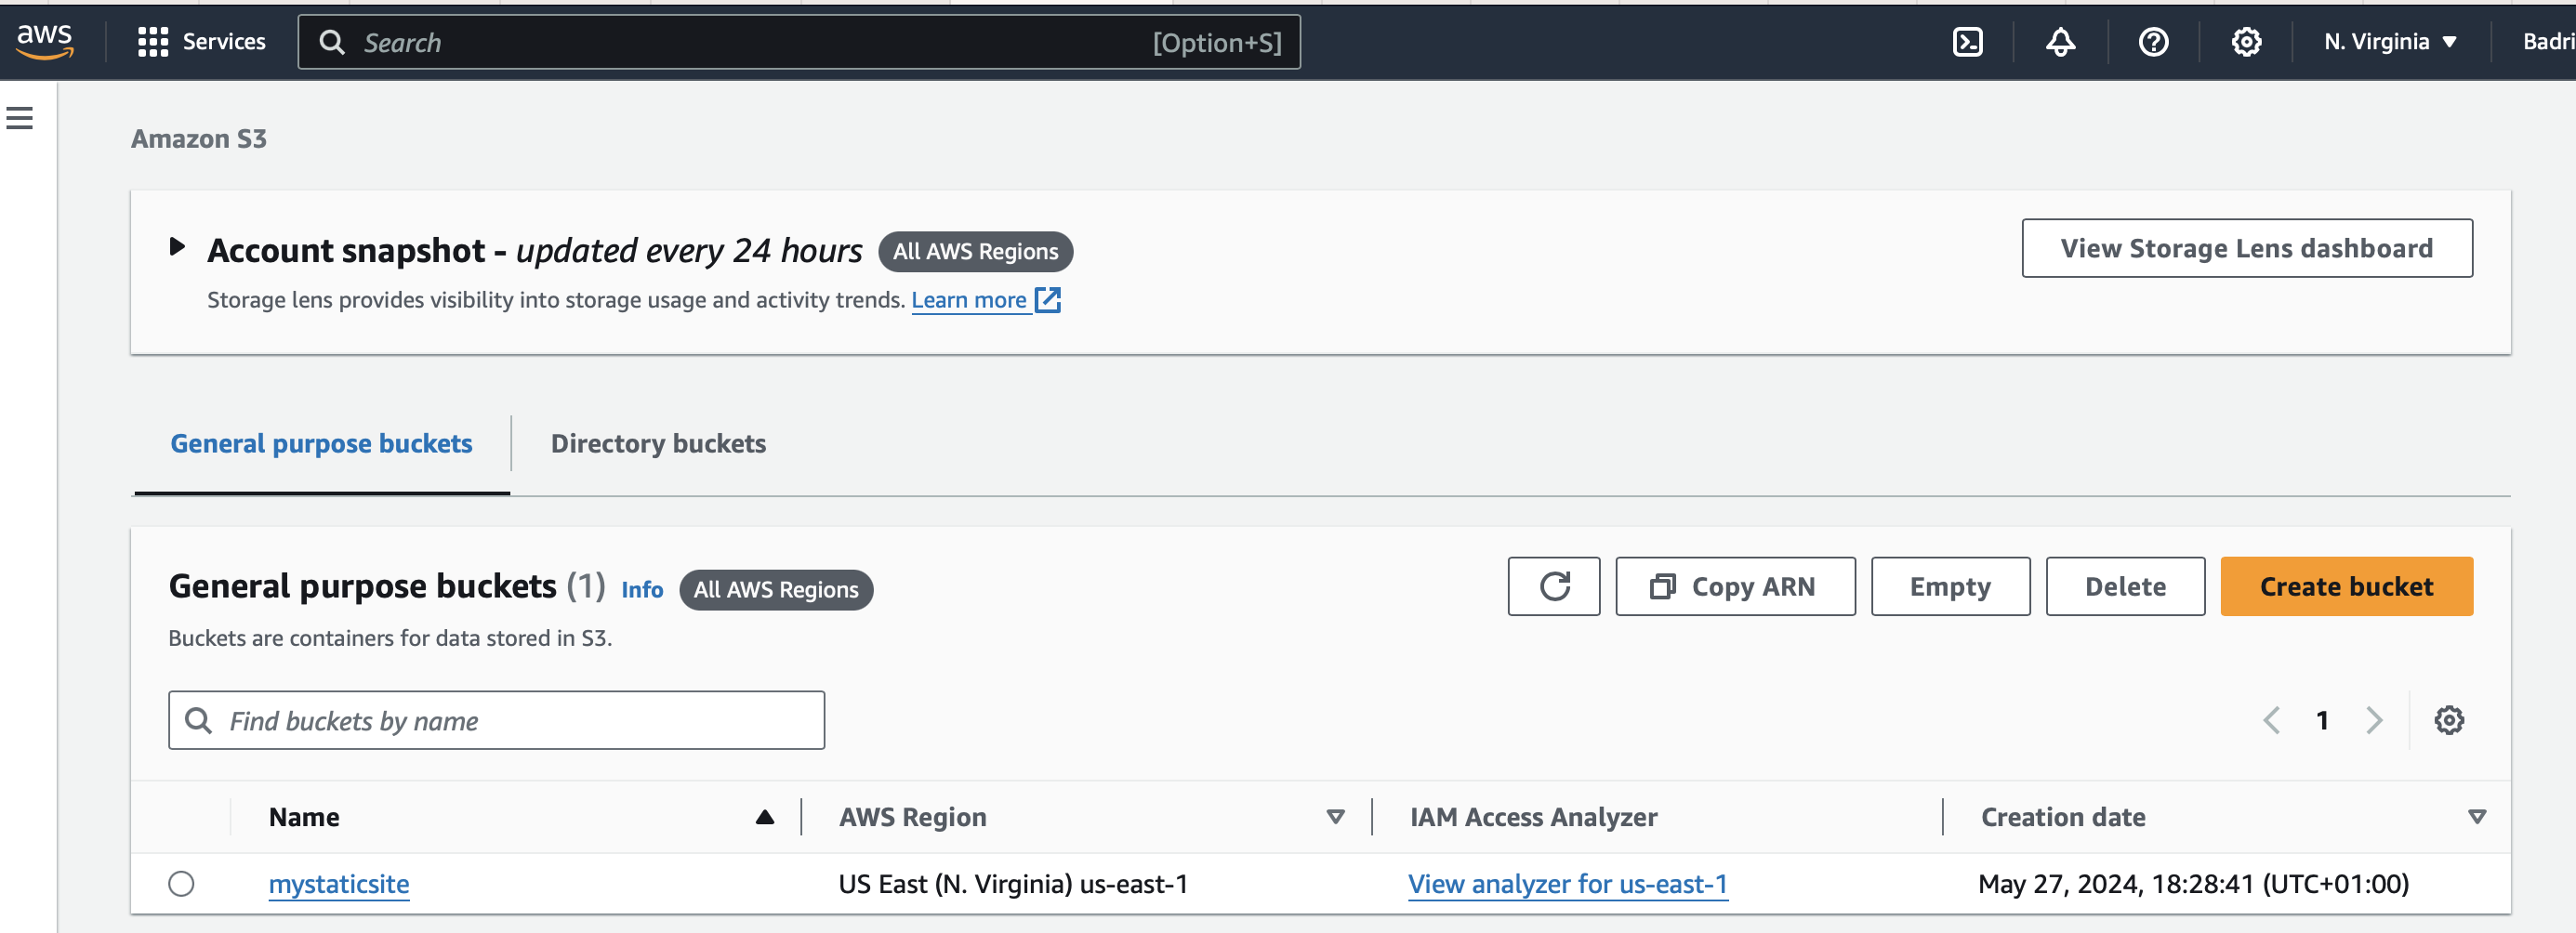 aws Services Search [Option+S] N. Virginia Badri
Amazon S3
Account snapshot - updated every 24 hours All AWS Regions View Storage Lens dashboard
Storage lens provides visibility into storage usage and activity trends. Learn more
General purpose buckets Directory buckets
General purpose buckets (1) Info All AWS Regions Copy ARN Empty Delete Create bucket
Buckets are containers for data stored in S3.
Find buckets by name 1
Name AWS Region IAM Access Analyzer Creation date
mystaticsite US East (N. Virginia) us-east-1 View analyzer for us-east-1 May 27, 2024, 18:28:41 (UTC+01:00)